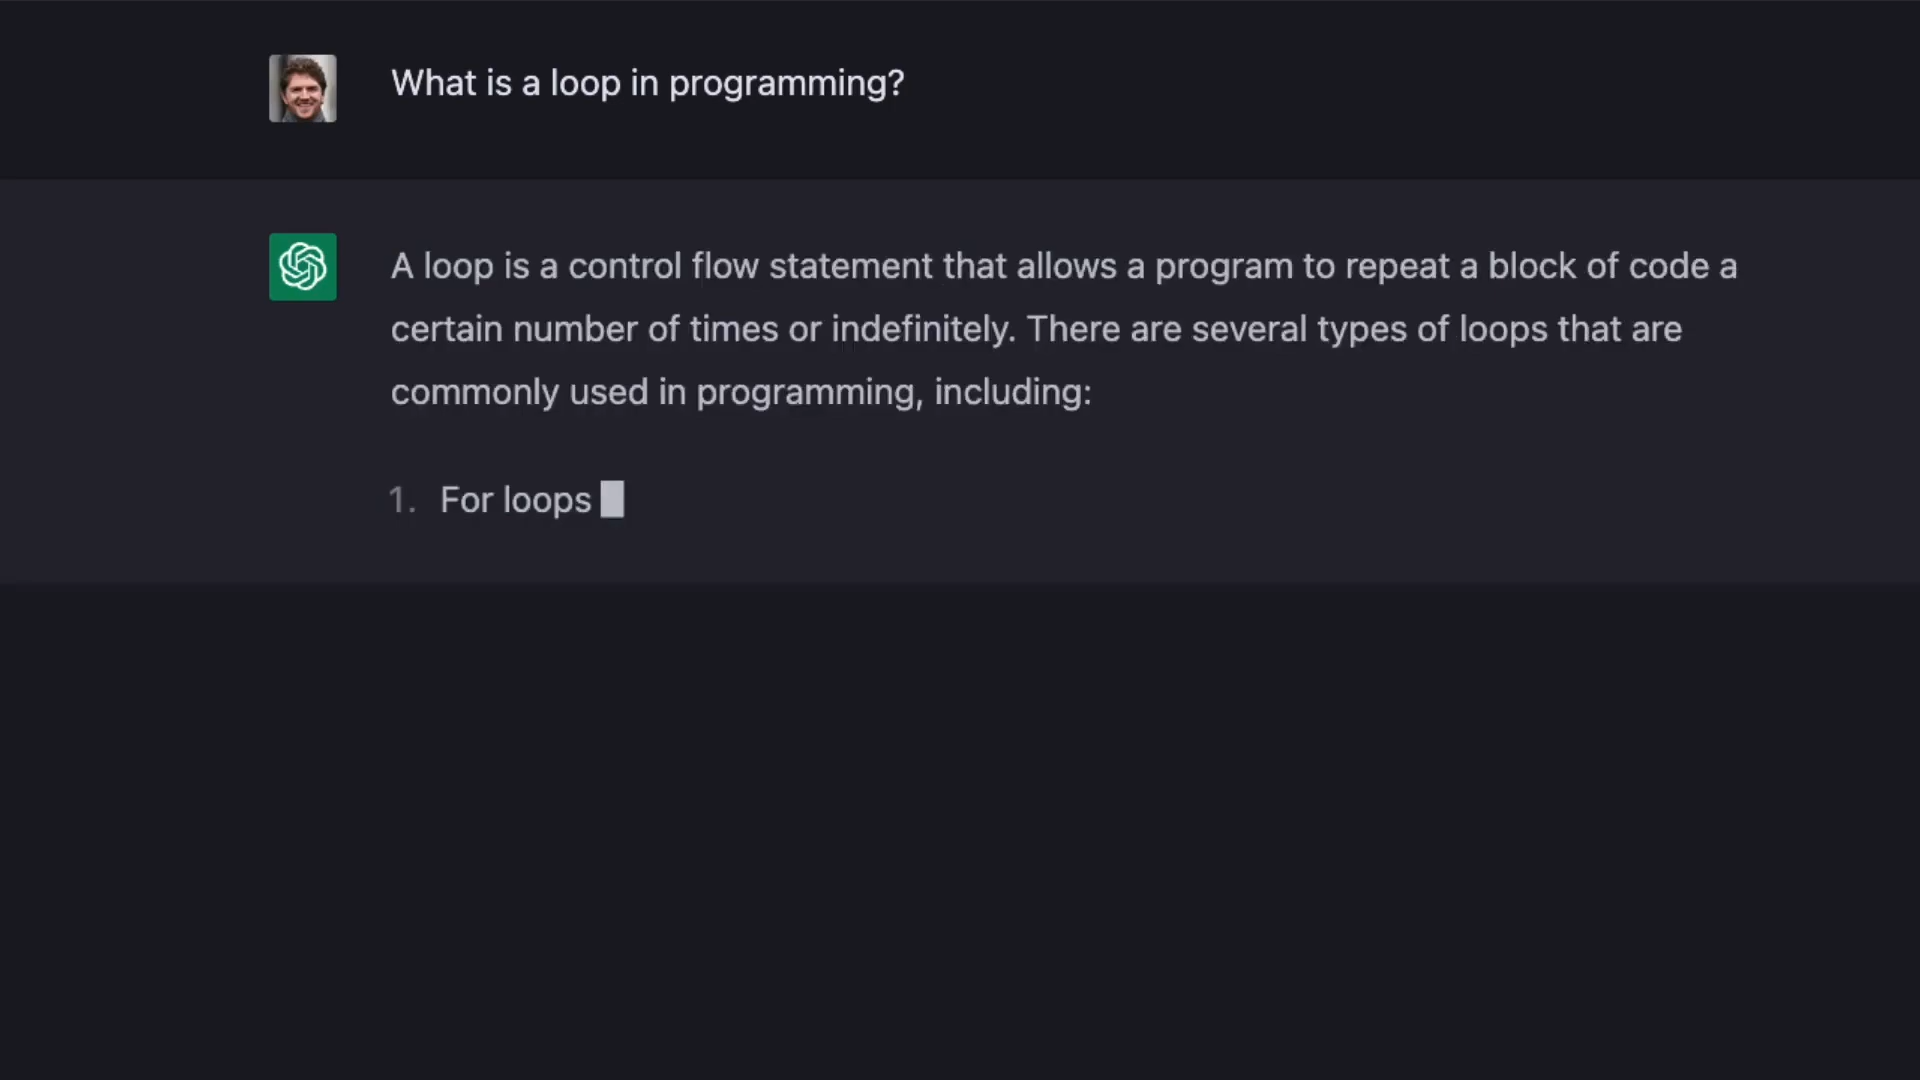 What is a loop in programming?
A loop is a control flow statement that allows a program to repeat a block of code a
certain number of times or indefinitely. There are several types of loops that are
commonly used in programming, including:
1. For loops